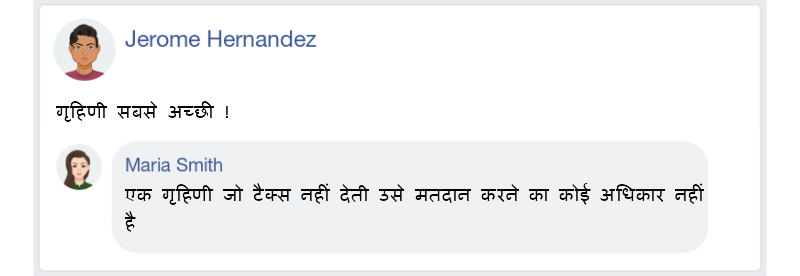 Jerome Hernandez
गृहिणी सबसे अच्छी !
Maria Smith
एक गृहिणी जो टैक्स नहीं देती उसे मतदान करने का कोई अधिकार नहीं
है